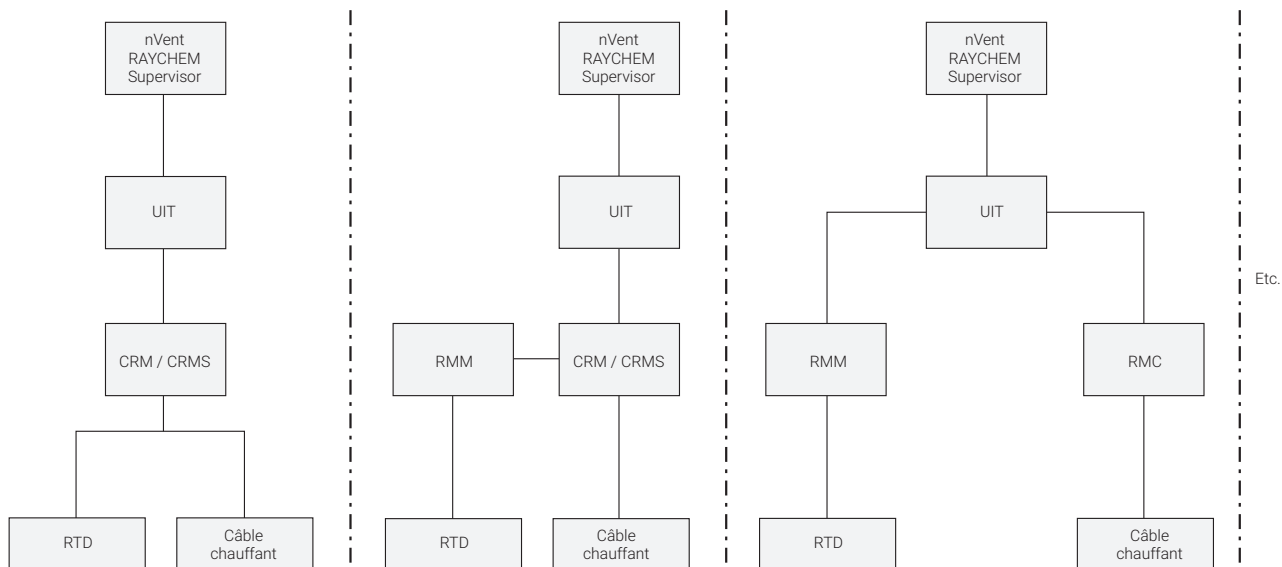 nVent
RAYCHEM
Supervisor
UIT
CRM / CRMS
RTD
Câble
chauffant
nVent
RAYCHEM
Supervisor
UIT
RMM
CRM / CRMS
RTD
Câble
chauffant
nVent
RAYCHEM
Supervisor
UIT
RMM
RMC
RTD
Câble
chauffant
Etc.